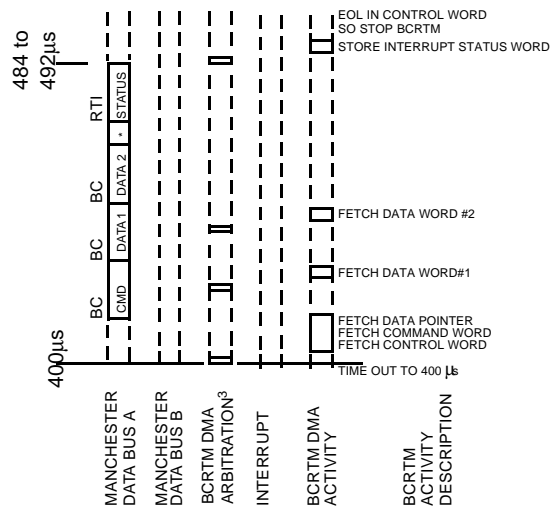 EOL IN CONTROL WORD
SO STOP BCRTM
STORE INTERRUPT STATUS WORD
484 to
492µs
RTI
STATUS
*
BC
DATA 2
FETCH DATA WORD #2
BC
DATA 1
FETCH DATA WORD#1
BC
CMD
FETCH DATA POINTER
FETCH COMMAND WORD
FETCH CONTROL WORD
400µs
TIME OUT TO 400 µs
MANCHESTER
DATA BUS A
MANCHESTER
DATA BUS B
BCRTM DMA
ARBITRATION³
INTERRUPT
BCRTM DMA
ACTIVITY
BCRTM
ACTIVITY
DESCRIPTION